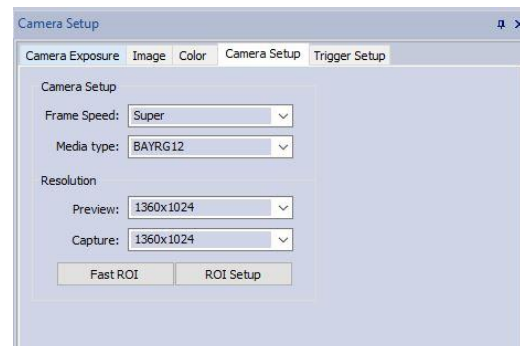 Camera Setup
Camera Exposure Image Color Camera Setup Trigger Setup
Camera Setup
Frame Speed: Super
Media type: BAYRG12
Resolution
Preview: 1360x1024
Capture: 1360x1024
Fast ROI ROI Setup